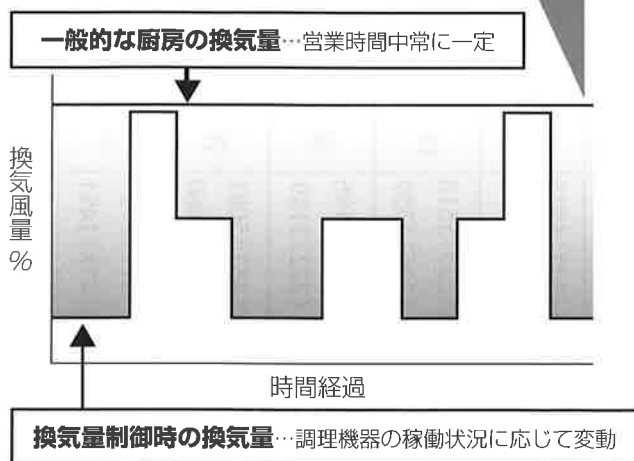 一般的な厨房の換気量…営業時間中常に一定
換気風量%
時間経過
換気量制御時の換気量…調理機器の稼働状況に応じて変動